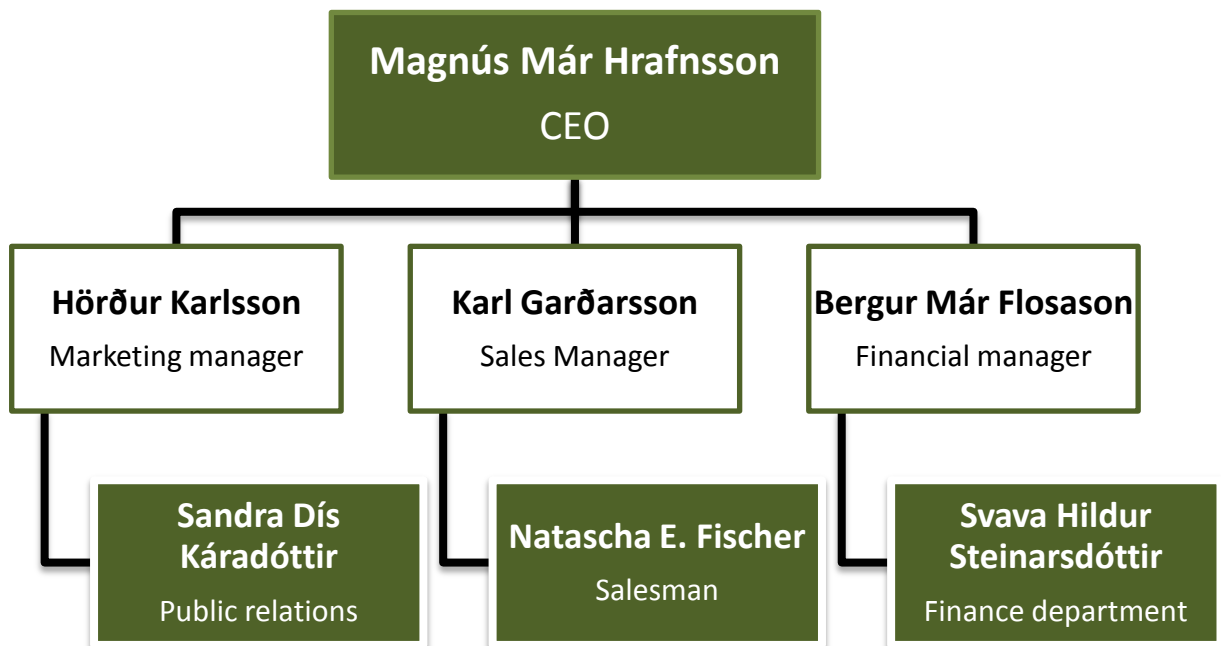 Magnús Már Hrafnsson
CEO
Hörður Karlsson
Marketing manager
Karl Garðarsson
Sales Manager
Bergur Már Flosason
Financial manager
Sandra Dís
Káradóttir
Public relations
Natascha E. Fischer
Salesman
Svava Hildur
Steinarsdóttir
Finance department